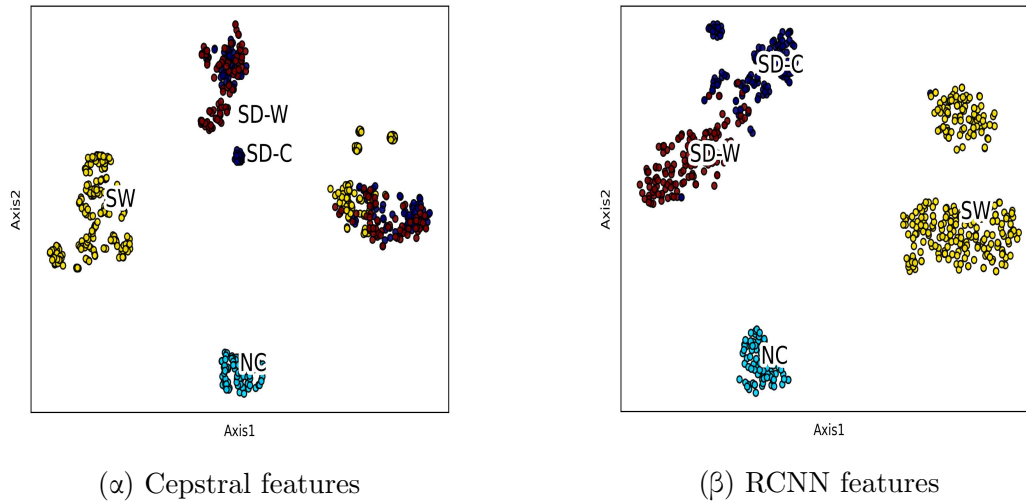 SD-W
SD-C
SW
NC
Axis2
Axis1
(α) Cepstral features
SD-C
SD-W
SW
NC
Axis2
Axis1
(β) RCNN features